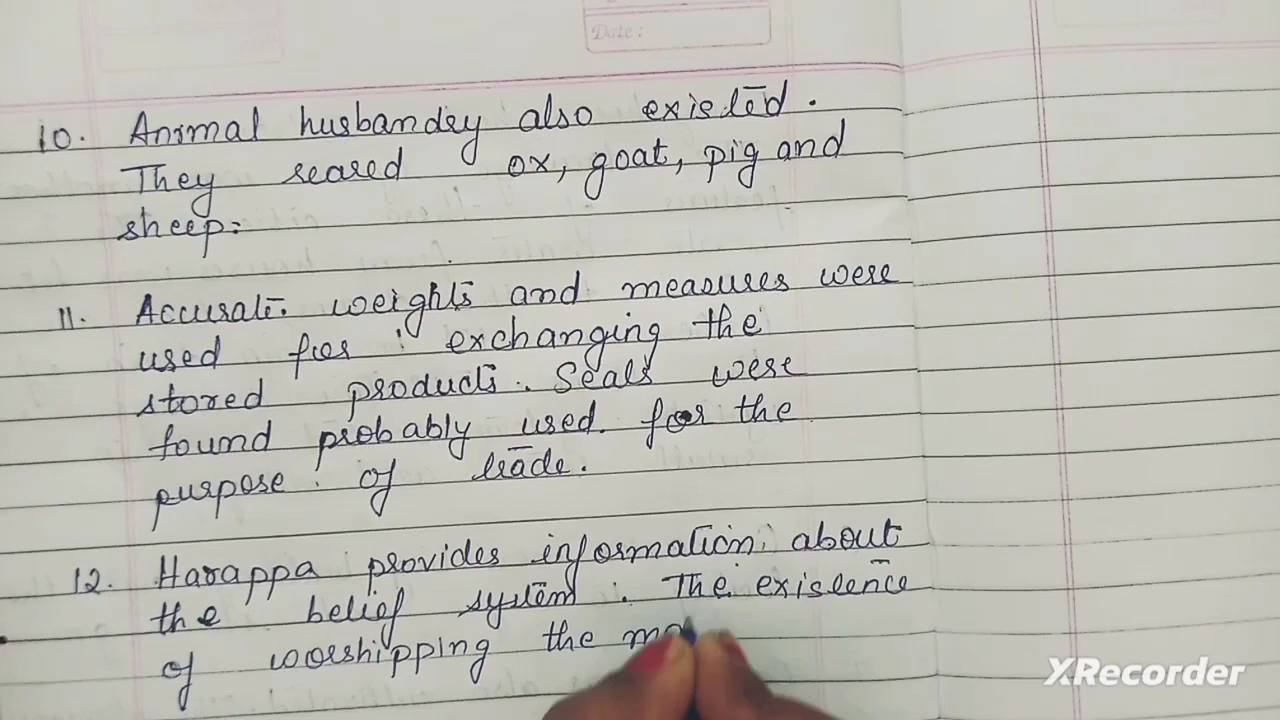 Date:
10. Animal husbandry also existed.
They reared ox, goat, pig and
sheep.
11. Accurate weights and measures were
used for exchanging the
stored products. Seals were
found probably used for the
purpose of trade.
12. Harappa provides information about
the belief system. The existence
of worshipping the mo
XRecorder